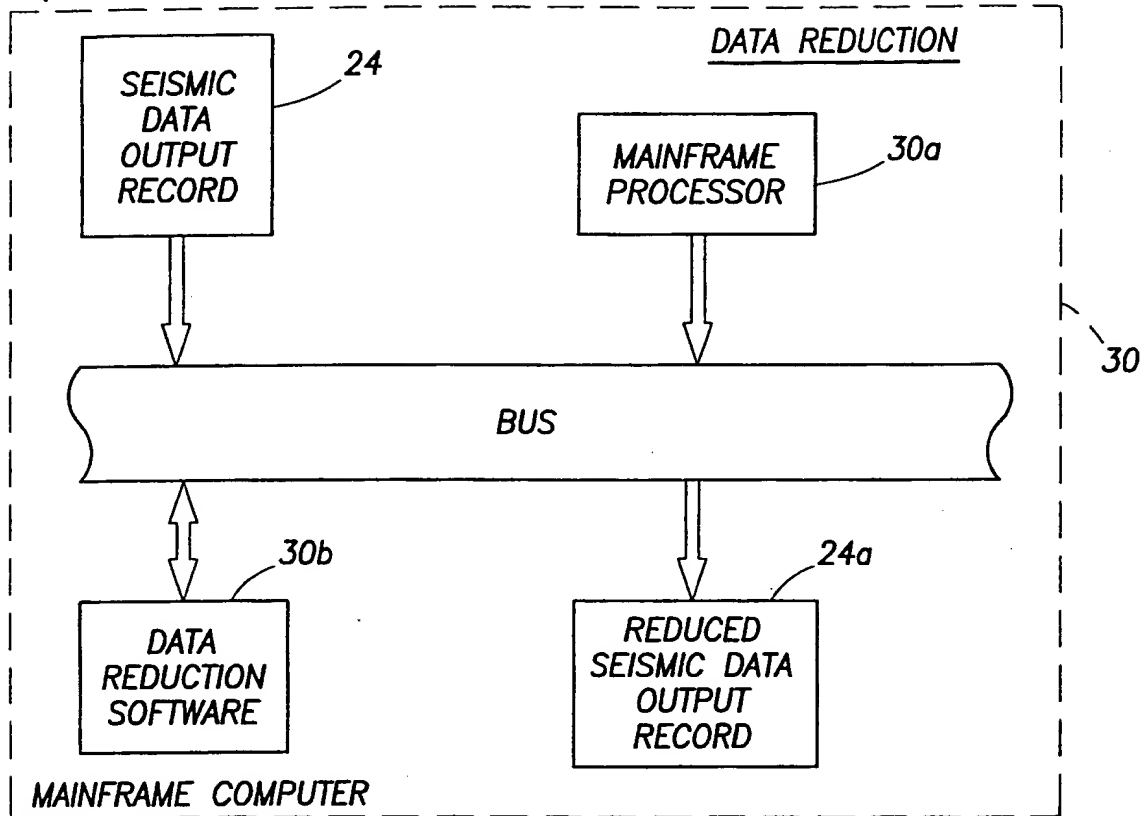 DATA REDUCTION
SEISMIC
DATA
OUTPUT
RECORD
24
MAINFRAME
PROCESSOR
30a
30
BUS
30b
DATA
REDUCTION
SOFTWARE
24a
REDUCED
SEISMIC DATA
OUTPUT
RECORD
MAINFRAME COMPUTER